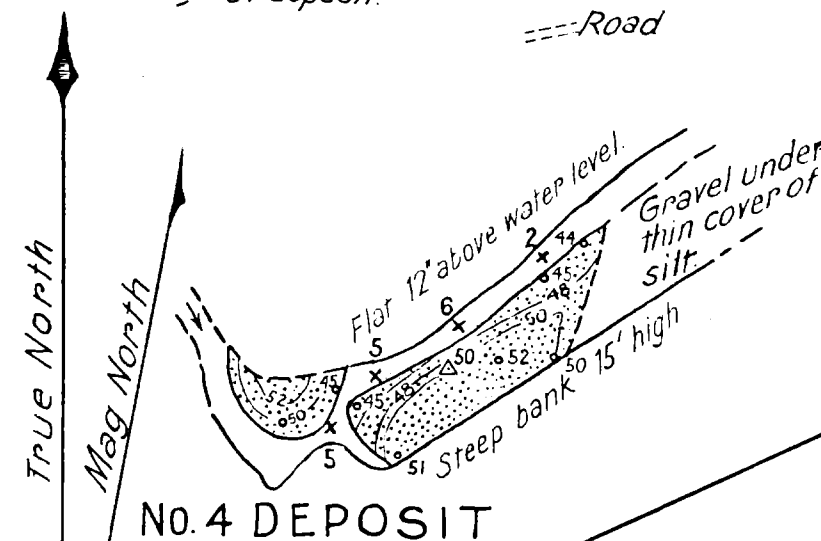 Road
True North
Mag North
Flat 12" above water level.
Gravel under
thin cover of
silt.
2
44
45
48
50
6
5
50
52
50
15' high
Steep bank
45
48
52
45
50
5
51
No. 4 DEPOSIT